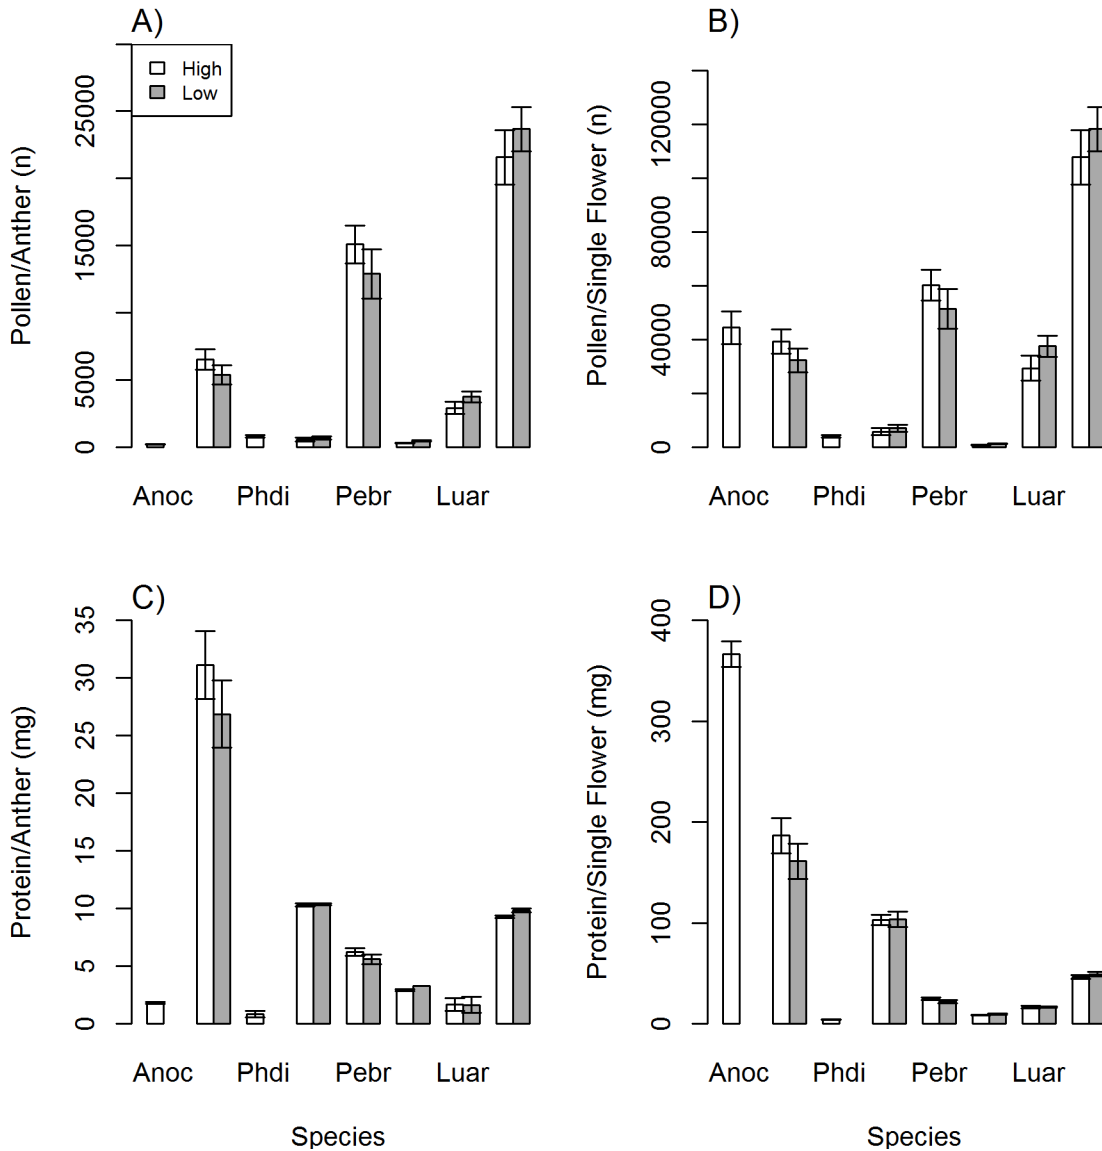 A)
Pollen/Anther (n)
0
5000
15000
25000
High
Low
Anoc
Phdi
Pebr
Luar
B)
Pollen/Single Flower (n)
0
40000
80000
120000
Anoc
Phdi
Pebr
Luar
C)
Protein/Anther (mg)
0
5
10
15
20
25
30
35
Anoc
Phdi
Pebr
Luar
Species
D)
Protein/Single Flower (mg)
0
100
200
300
400
Anoc
Phdi
Pebr
Luar
Species